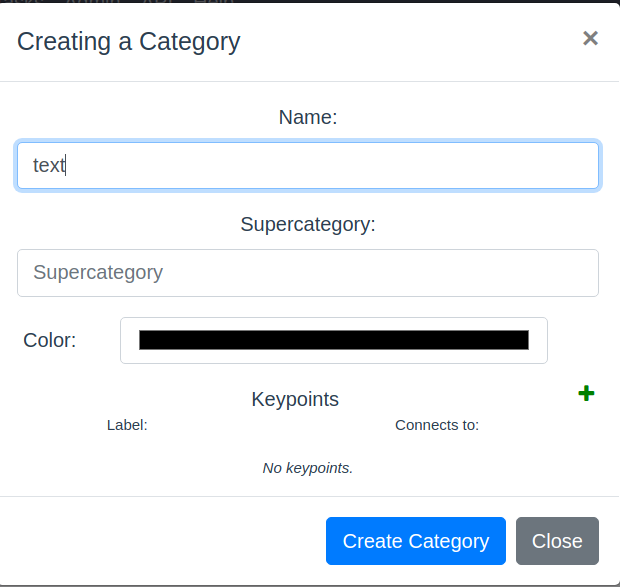 Creating a Category
×
Name:
text
Supercategory:
Supercategory
Color:
Keypoints
Label: Connects to:
No keypoints.
Create Category Close